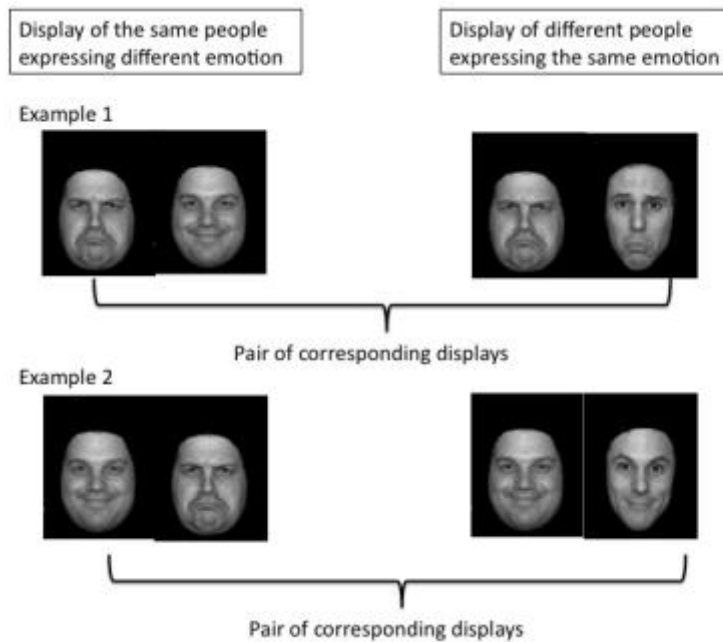 Display of the same people
expressing different emotion
Display of different people
expressing the same emotion
Example 1
Pair of corresponding displays
Example 2
Pair of corresponding displays